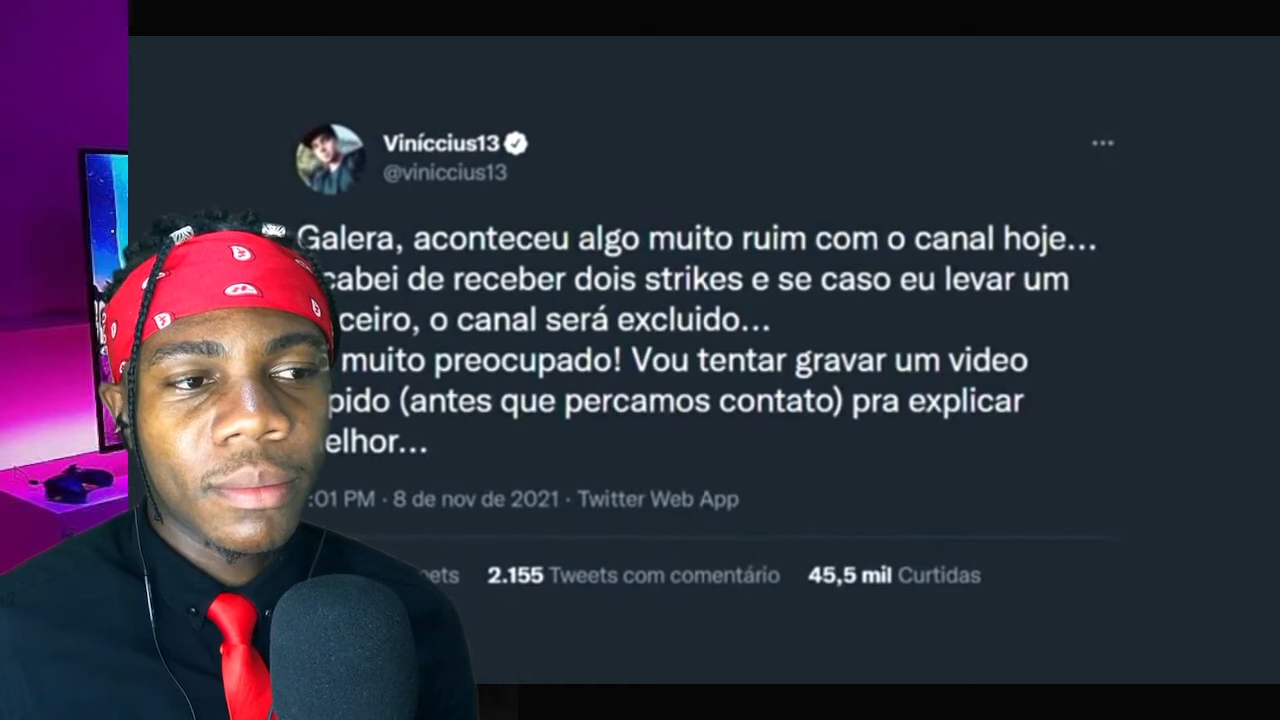 Viníccius13
@viniccius13
Galera, aconteceu algo muito ruim com o canal hoje...
cabei de receber dois strikes e se caso eu levar um
ceiro, o canal será excluido...
muito preocupado! Vou tentar gravar um video
pido (antes que percamos contato) pra explicar
elhor...
:01 PM · 8 de nov de 2021 · Twitter Web App
eets 2.155 Tweets com comentário 45,5 mil Curtidas